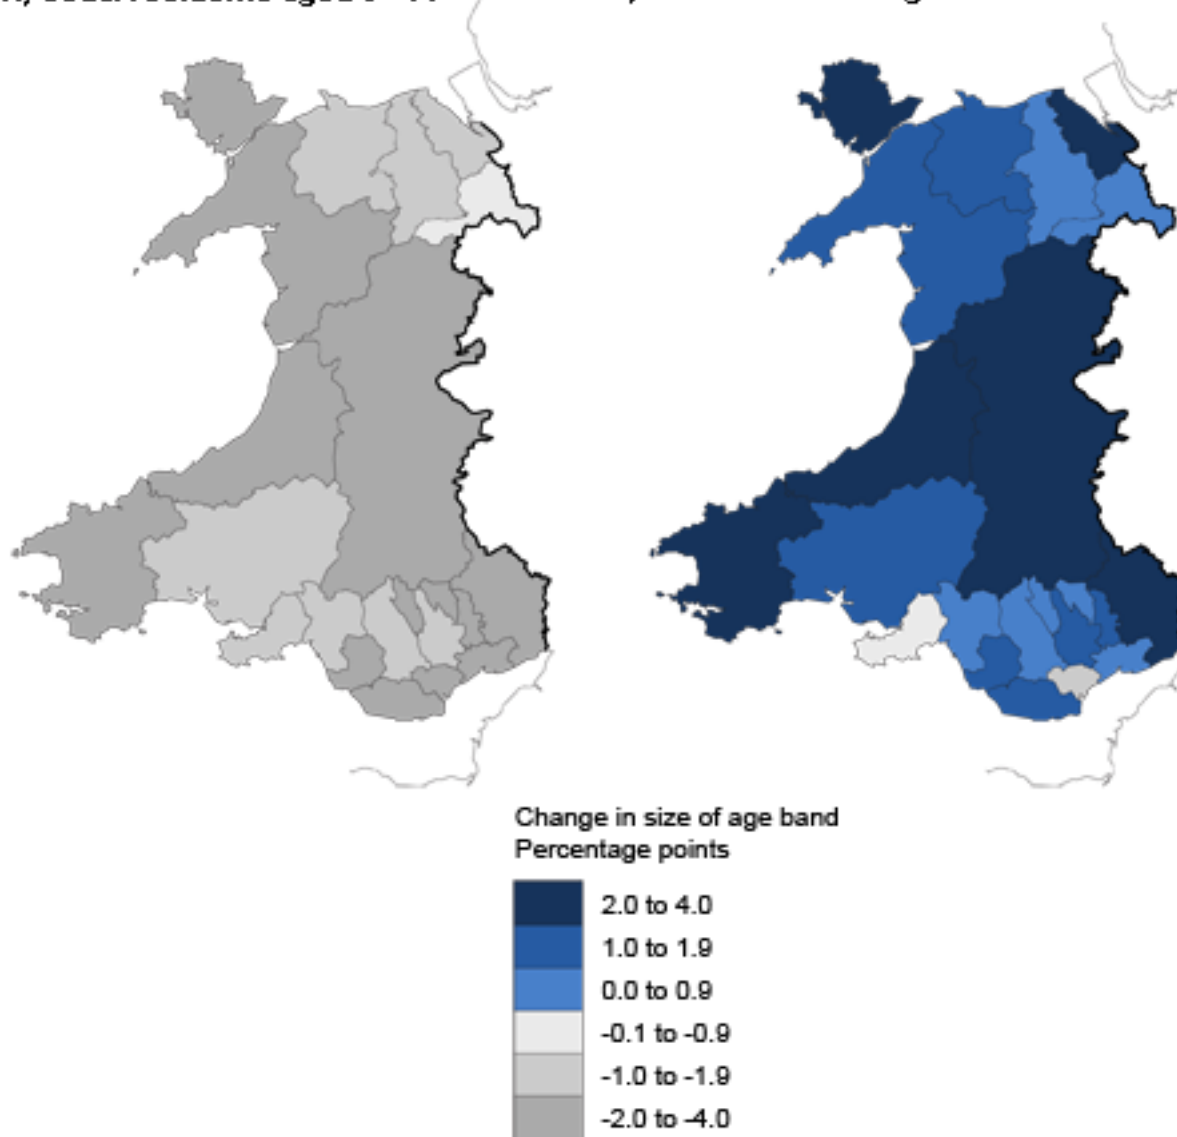 Change in size of age band
Percentage points
2.0 to 4.0
1.0 to 1.9
0.0 to 0.9
-0.1 to -0.9
-1.0 to -1.9
-2.0 to -4.0